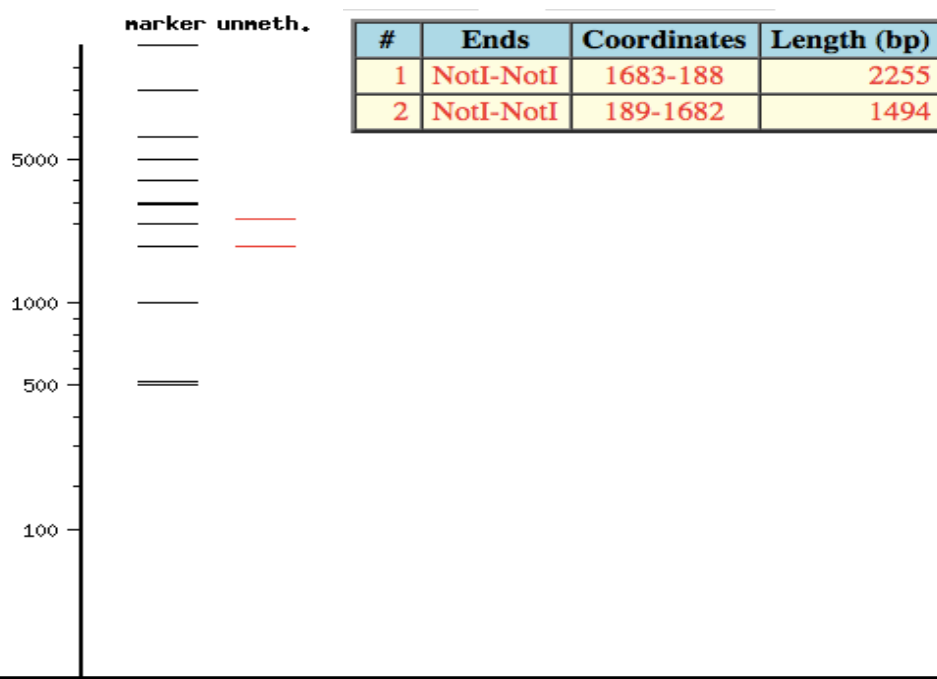 marker unmeth.
# Ends Coordinates Length (bp)
1 NotI-NotI 1683-188 2255
2 NotI-NotI 189-1682 1494
5000
1000
500
100